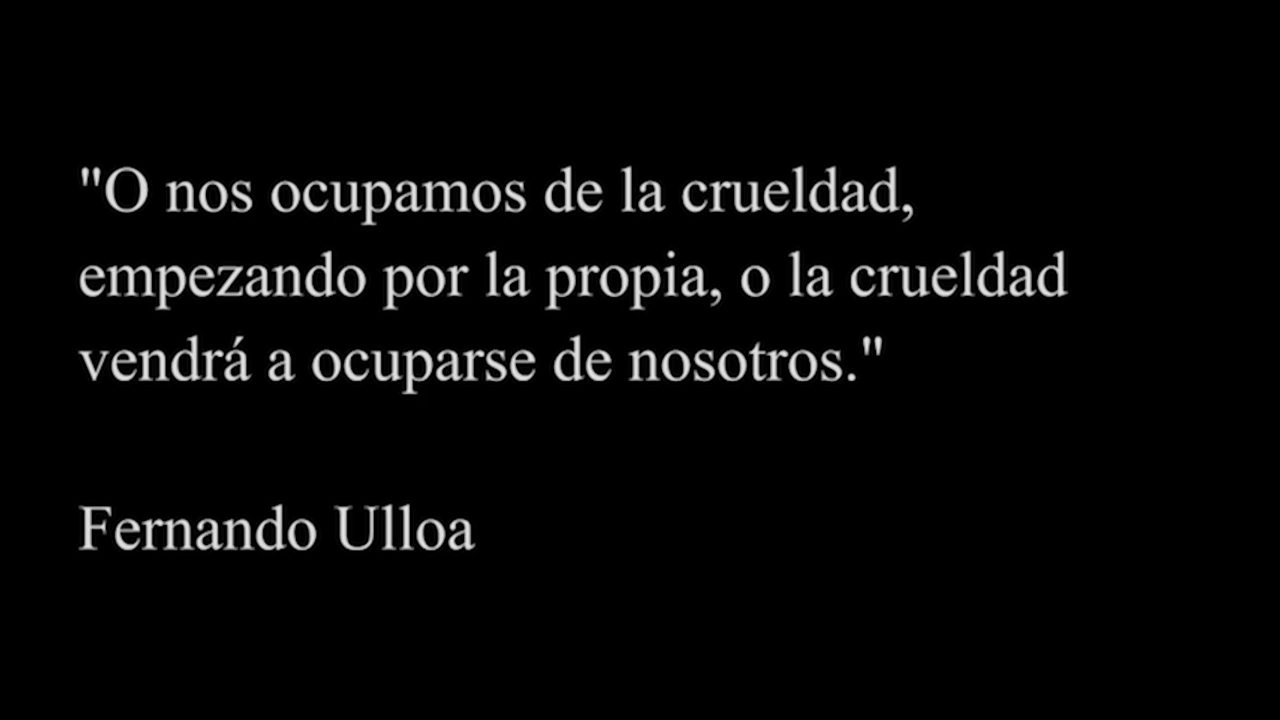 "O nos ocupamos de la crueldad,
empezando por la propia, o la crueldad
vendrá a ocuparse de nosotros."
Fernando Ulloa